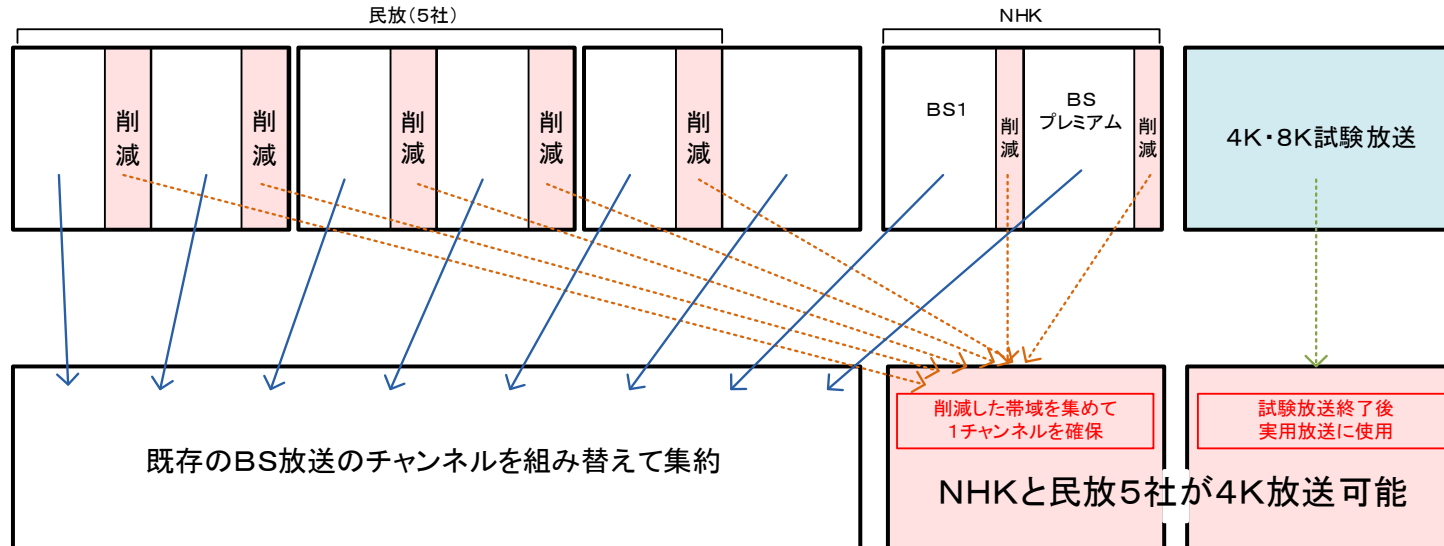 民放(5社)
NHK
削減
削減
削減
削減
削減
BS1
削減
BS
プレミアム
削減
4K・8K試験放送
既存のBS放送のチャンネルを組み替えて集約
削減した帯域を集めて
1チャンネルを確保
試験放送終了後
実用放送に使用
NHKと民放5社が4K放送可能